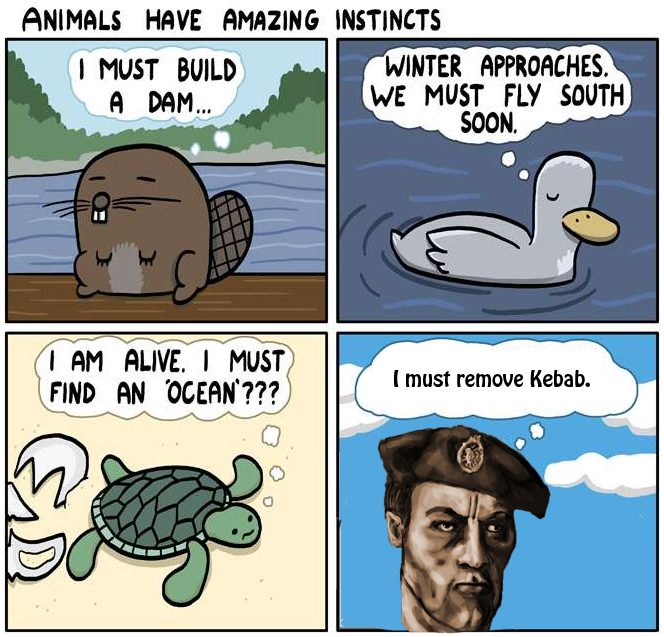 ANIMALS HAVE AMAZING INSTINCTS
I MUST BUILD
A DAM...
WINTER APPROACHES.
WE MUST FLY SOUTH
SOON.
I AM ALIVE. I MUST
FIND AN 'OCEAN'???
I must remove Kebab.